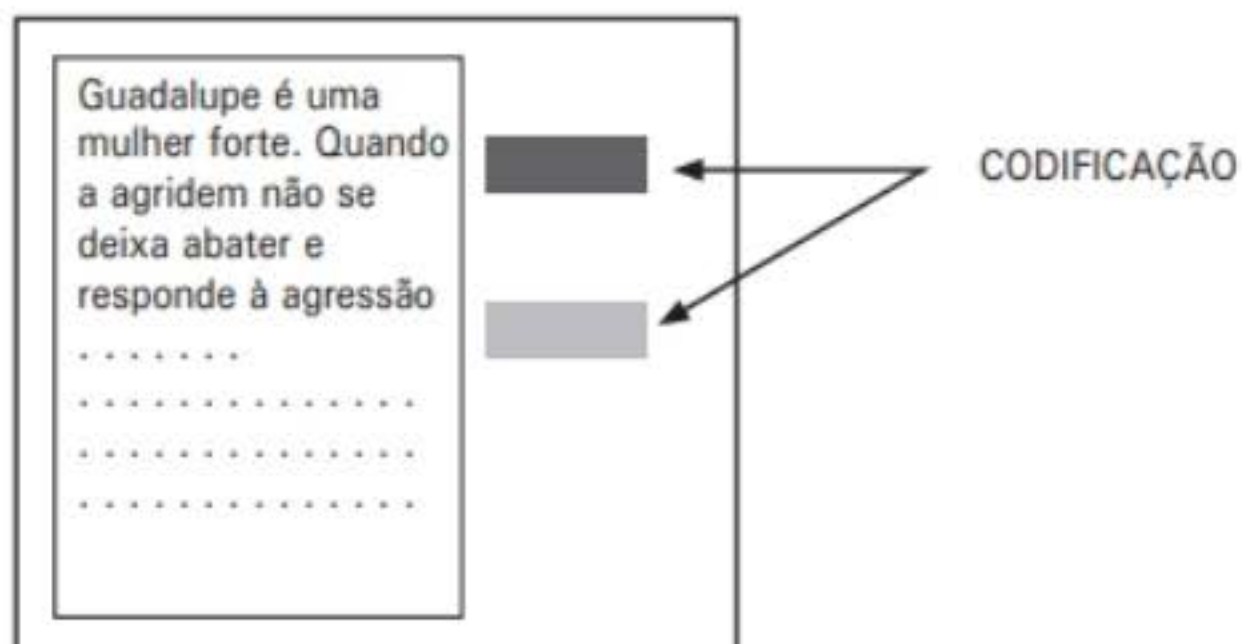 Guadalupe é uma
mulher forte. Quando
a agridem não se
deixa abater e
responde à agressão
. . . . . . .
. . . . . . . . . . . . . .
. . . . . . . . . . . . . .
. . . . . . . . . . . . . .
CODIFICAÇÃO